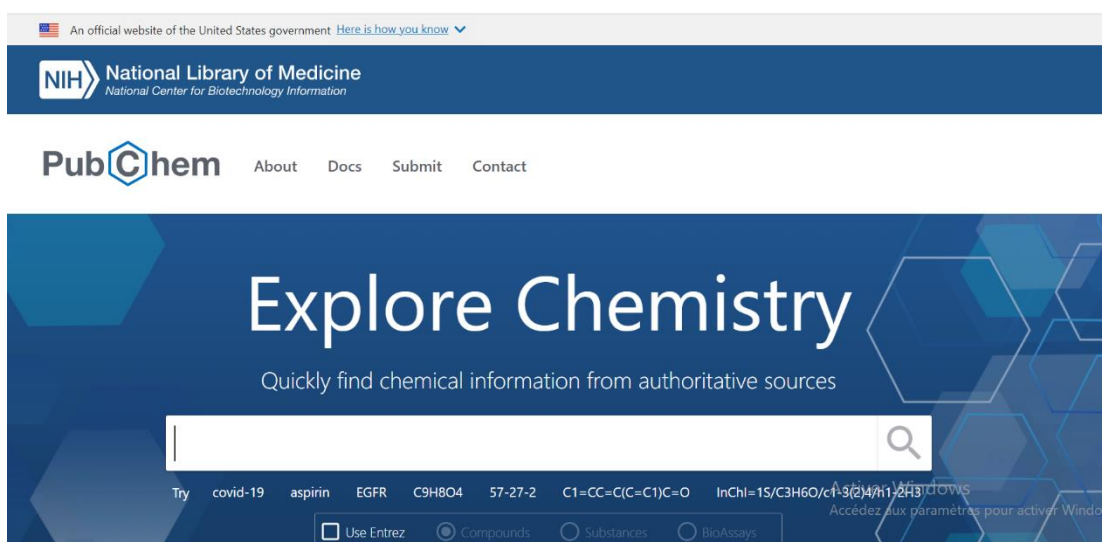 An official website of the United States government Here is how you know
NIH National Library of Medicine
National Center for Biotechnology Information
PubChem About Docs Submit Contact
Explore Chemistry
Quickly find chemical information from authoritative sources
Try covid-19 aspirin EGFR C9H8O4 57-27-2 C1=CC=C(C=C1)C=O InChI=1S/C3H6O/c1-3(2)4/h1-2H3
Activer Windows
Accédez aux paramètres pour activer Windo
Use Entrez Compounds Substances BioAssays